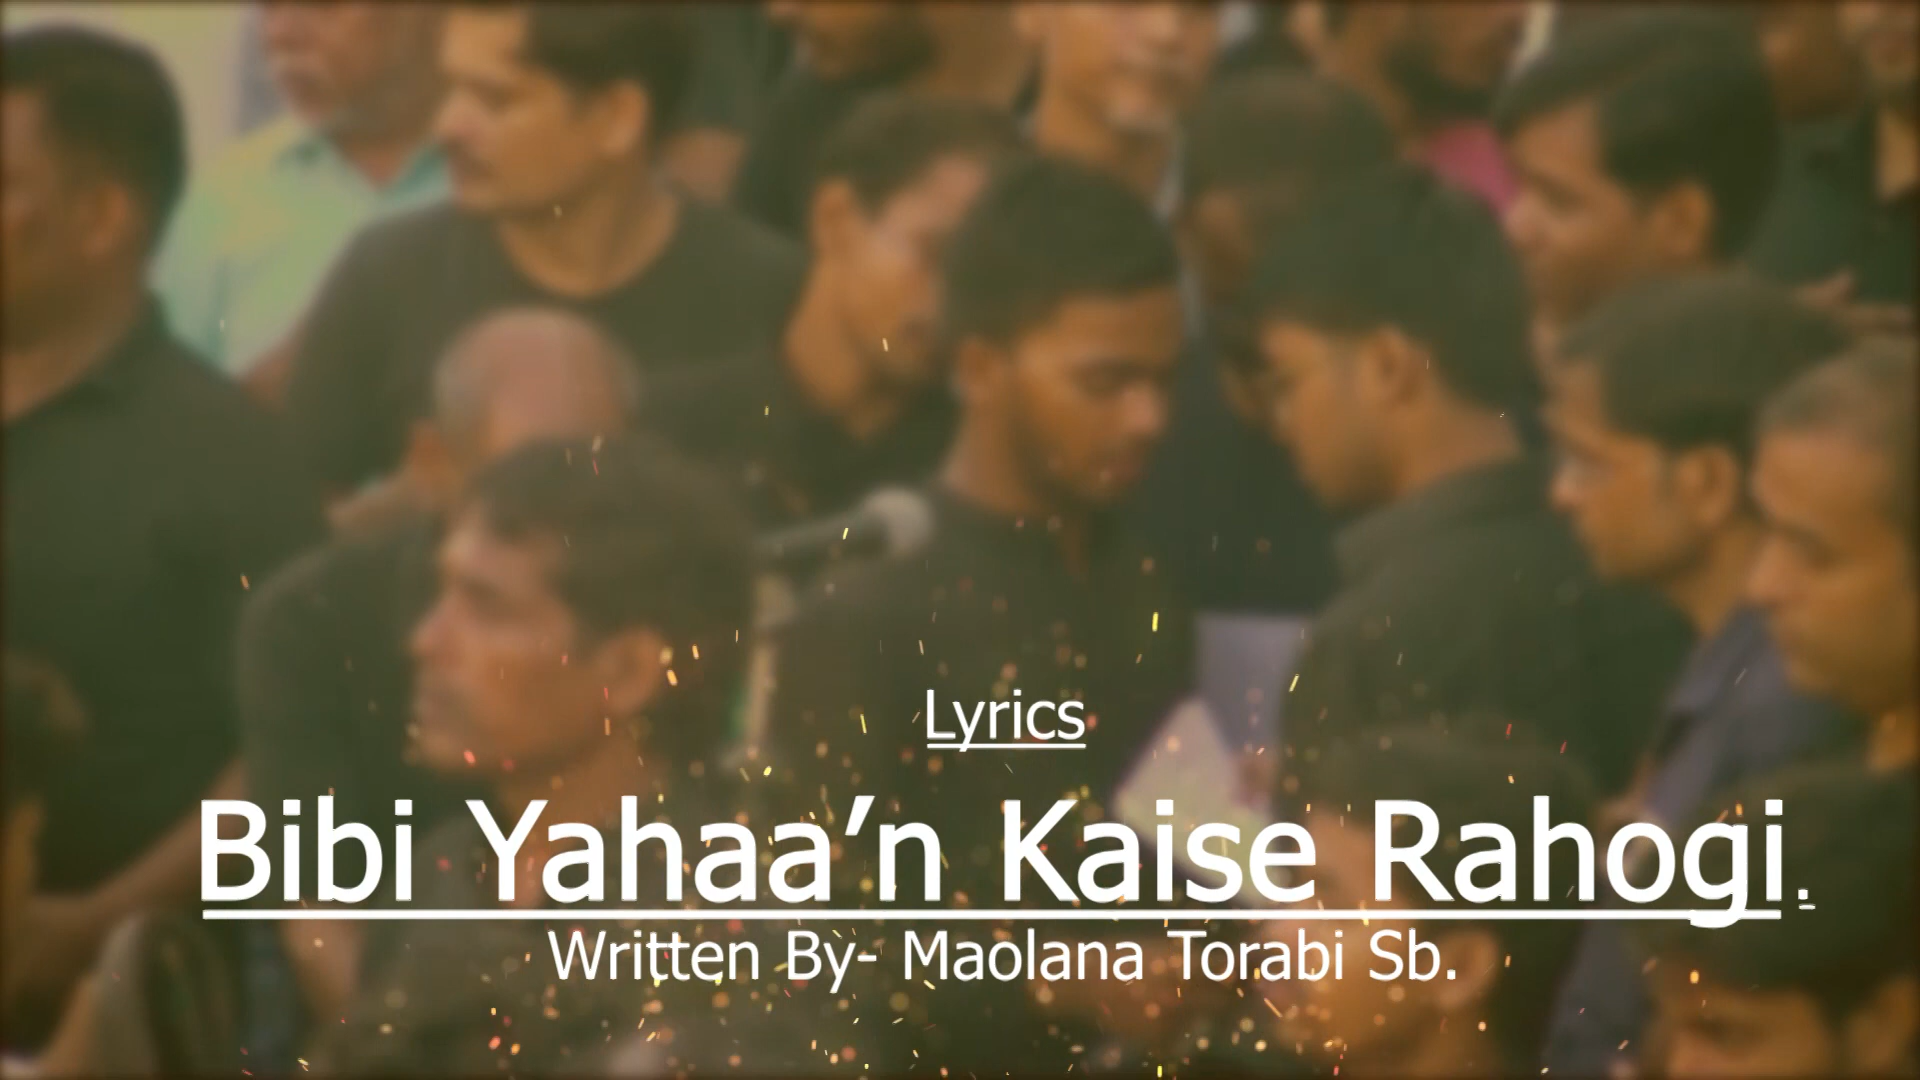 Lyrics
Bibi Yahaa’n Kaise Rahogi.
Written By- Maolana Torabi Sb.